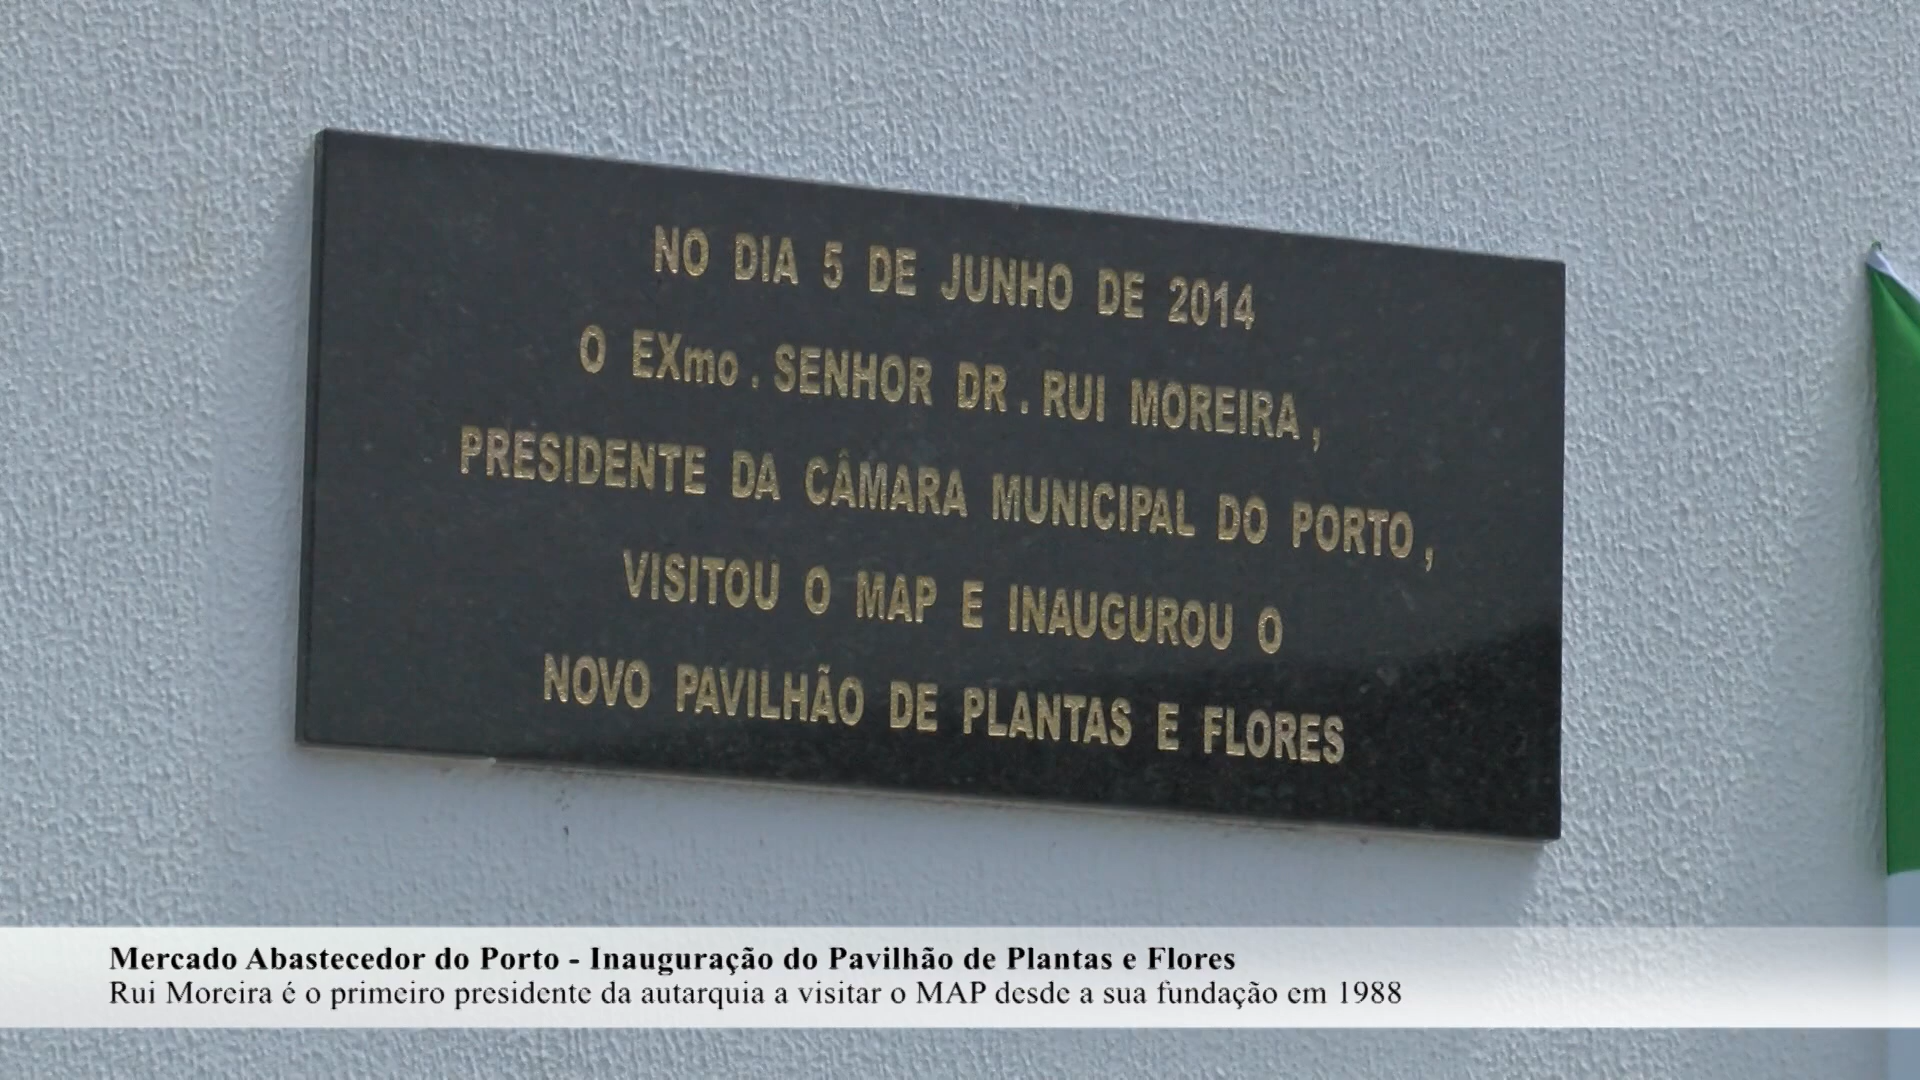 NO DIA 5 DE JUNHO DE 2014
O EXmo. SENHOR DR. RUI MOREIRA,
PRESIDENTE DA CÂMARA MUNICIPAL DO PORTO,
VISITOU O MAP E INAUGUROU O
NOVO PAVILHÃO DE PLANTAS E FLORES
Mercado Abastecedor do Porto - Inauguração do Pavilhão de Plantas e Flores
Rui Moreira é o primeiro presidente da autarquia a visitar o MAP desde a sua fundação em 1988